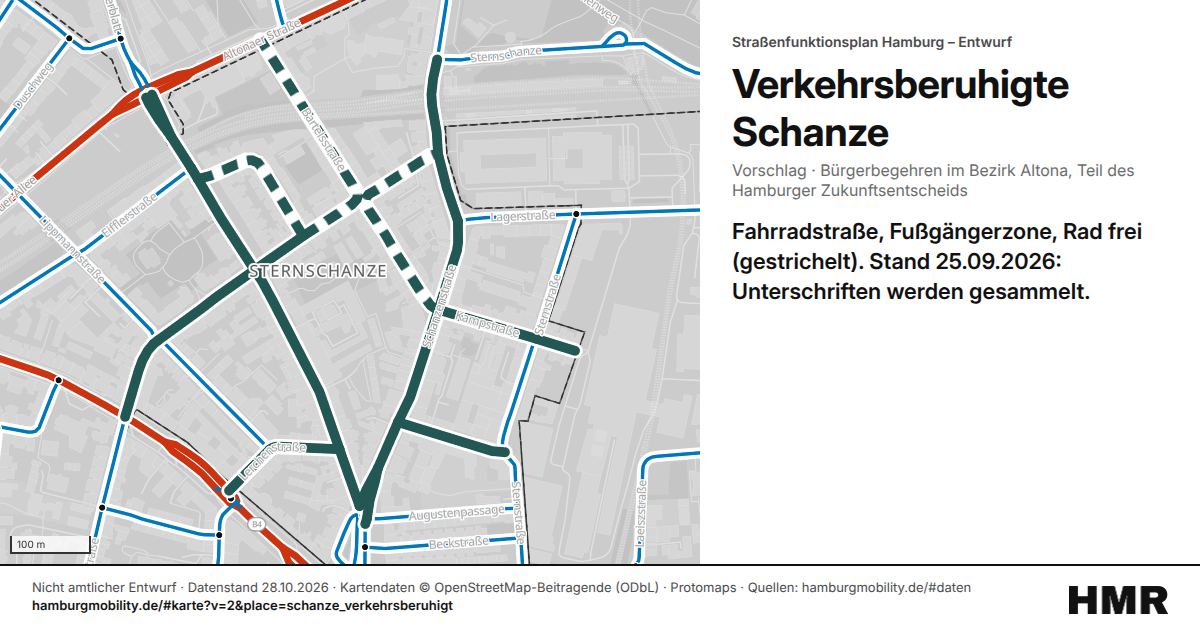 Altonaer Straße
Duschweg
Sternschanze
Bartelsstraße
Eifflerstraße
Lippmannstraße
Lagerstraße
STERNSCHANZE
Schanzenstraße
Kampstraße
Sternstraße
Lerchenstraße
B4
Augustenpassage
Sternstraße
Beckstraße
100 m
Straßenfunktionsplan Hamburg – Entwurf
Verkehrsberuhigte
Schanze
Vorschlag · Bürgerbegehren im Bezirk Altona, Teil des
Hamburger Zukunftsentscheids
Fahrradstraße, Fußgängerzone, Rad frei
(gestrichelt). Stand 25.09.2026:
Unterschriften werden gesammelt.
Nicht amtlicher Entwurf · Datenstand 28.10.2026 · Kartendaten © OpenStreetMap-Beitragende (ODbL) · Protomaps · Quellen: hamburgmobility.de/#daten
hamburgmobility.de/#karte?v=2&place=schanze_verkehrsberuhigt
HMR